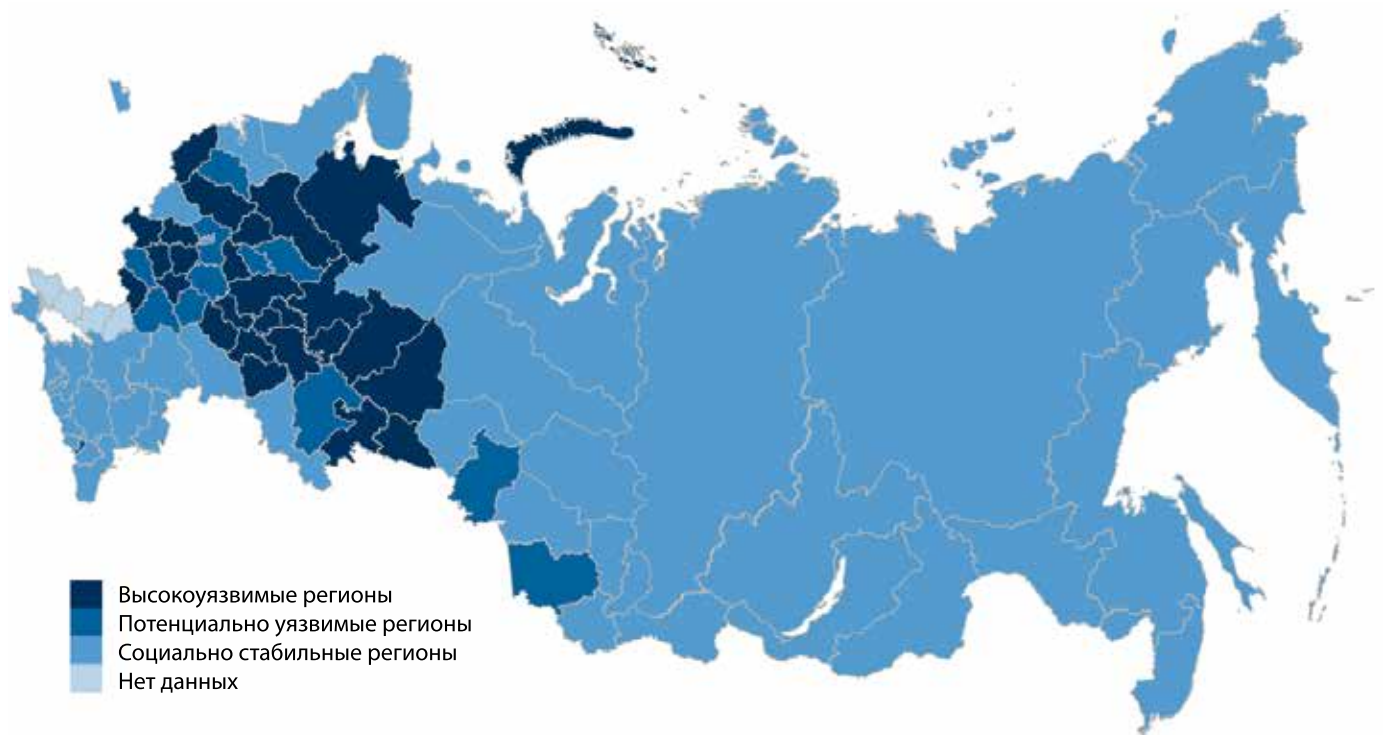 Высокоуязвимые регионы
Потенциально уязвимые регионы
Социально стабильные регионы
Нет данных